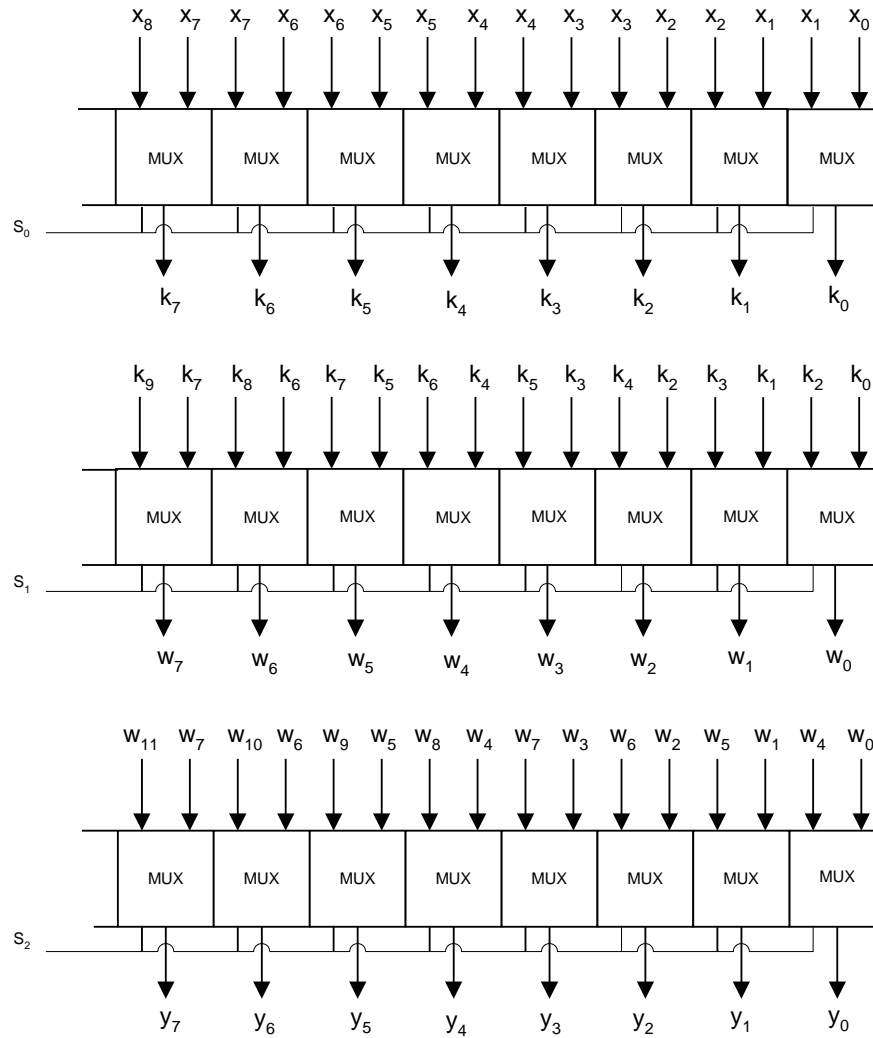 x₈ x₇ x₇ x₆ x₆ x₅ x₅ x₄ x₄ x₃ x₃ x₂ x₂ x₁ x₁ x₀
MUX MUX MUX MUX MUX MUX MUX MUX
S₀
k₇ k₆ k₅ k₄ k₃ k₂ k₁ k₀
k₉ k₇ k₈ k₆ k₇ k₅ k₆ k₄ k₅ k₃ k₄ k₂ k₃ k₁ k₂ k₀
MUX MUX MUX MUX MUX MUX MUX MUX
S₁
w₇ w₆ w₅ w₄ w₃ w₂ w₁ w₀
w₁₁ w₇ w₁₀ w₆ w₉ w₅ w₈ w₄ w₇ w₃ w₆ w₂ w₅ w₁ w₄ w₀
MUX MUX MUX MUX MUX MUX MUX MUX
S₂
y₇ y₆ y₅ y₄ y₃ y₂ y₁ y₀